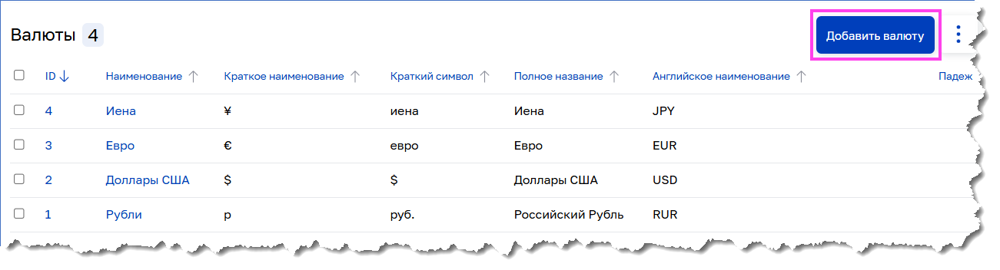 Валюты 4 Добавить валюту
ID Наименование Краткое наименование Краткий символ Полное название Английское наименование Падеж
4 Иена ¥ иена Иена JPY
3 Евро € евро Евро EUR
2 Доллары США $ $ Доллары США USD
1 Рубли р руб. Российский Рубль RUR